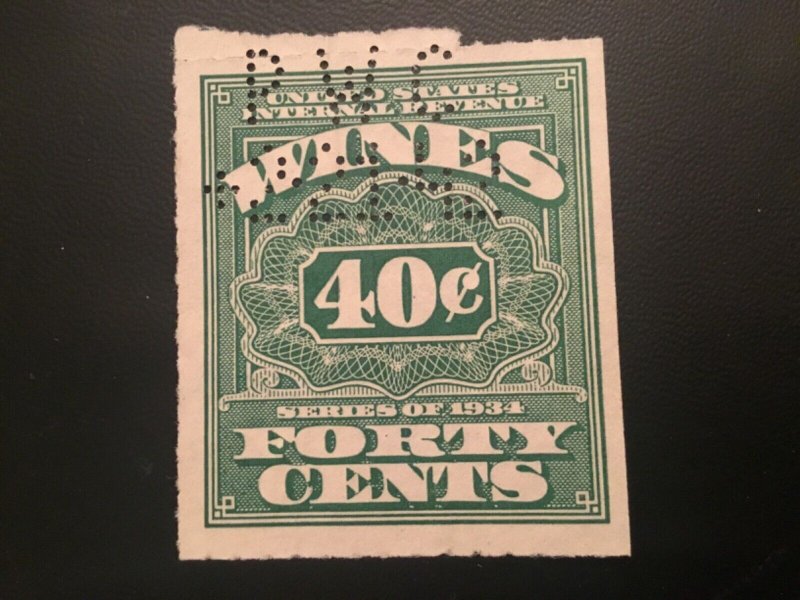 UNITED STATES
INTERNAL REVENUE
WINES
40¢
SERIES OF 1934
FORTY
CENTS